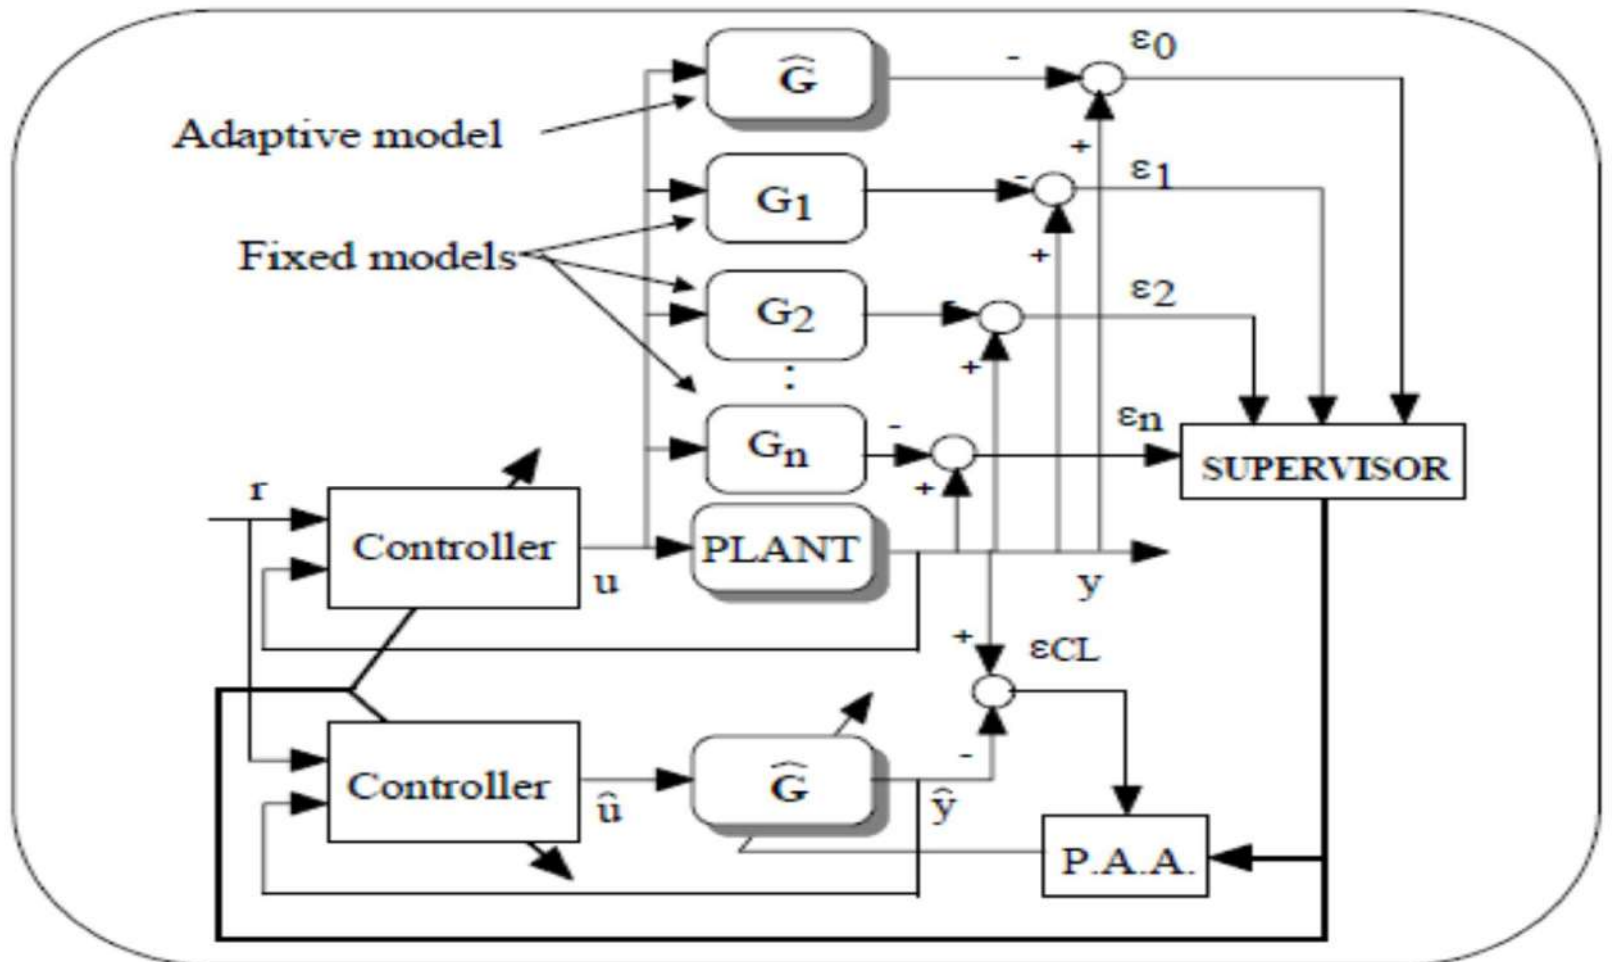 Ĝ
- ε0
Adaptive model
+
G1
- ε1
Fixed models
+
G2
- ε2
+
:
Gn
- εn
+
SUPERVISOR
r
Controller
u
PLANT
y
+
εCL
Controller
û
Ĝ
-
ŷ
P.A.A.